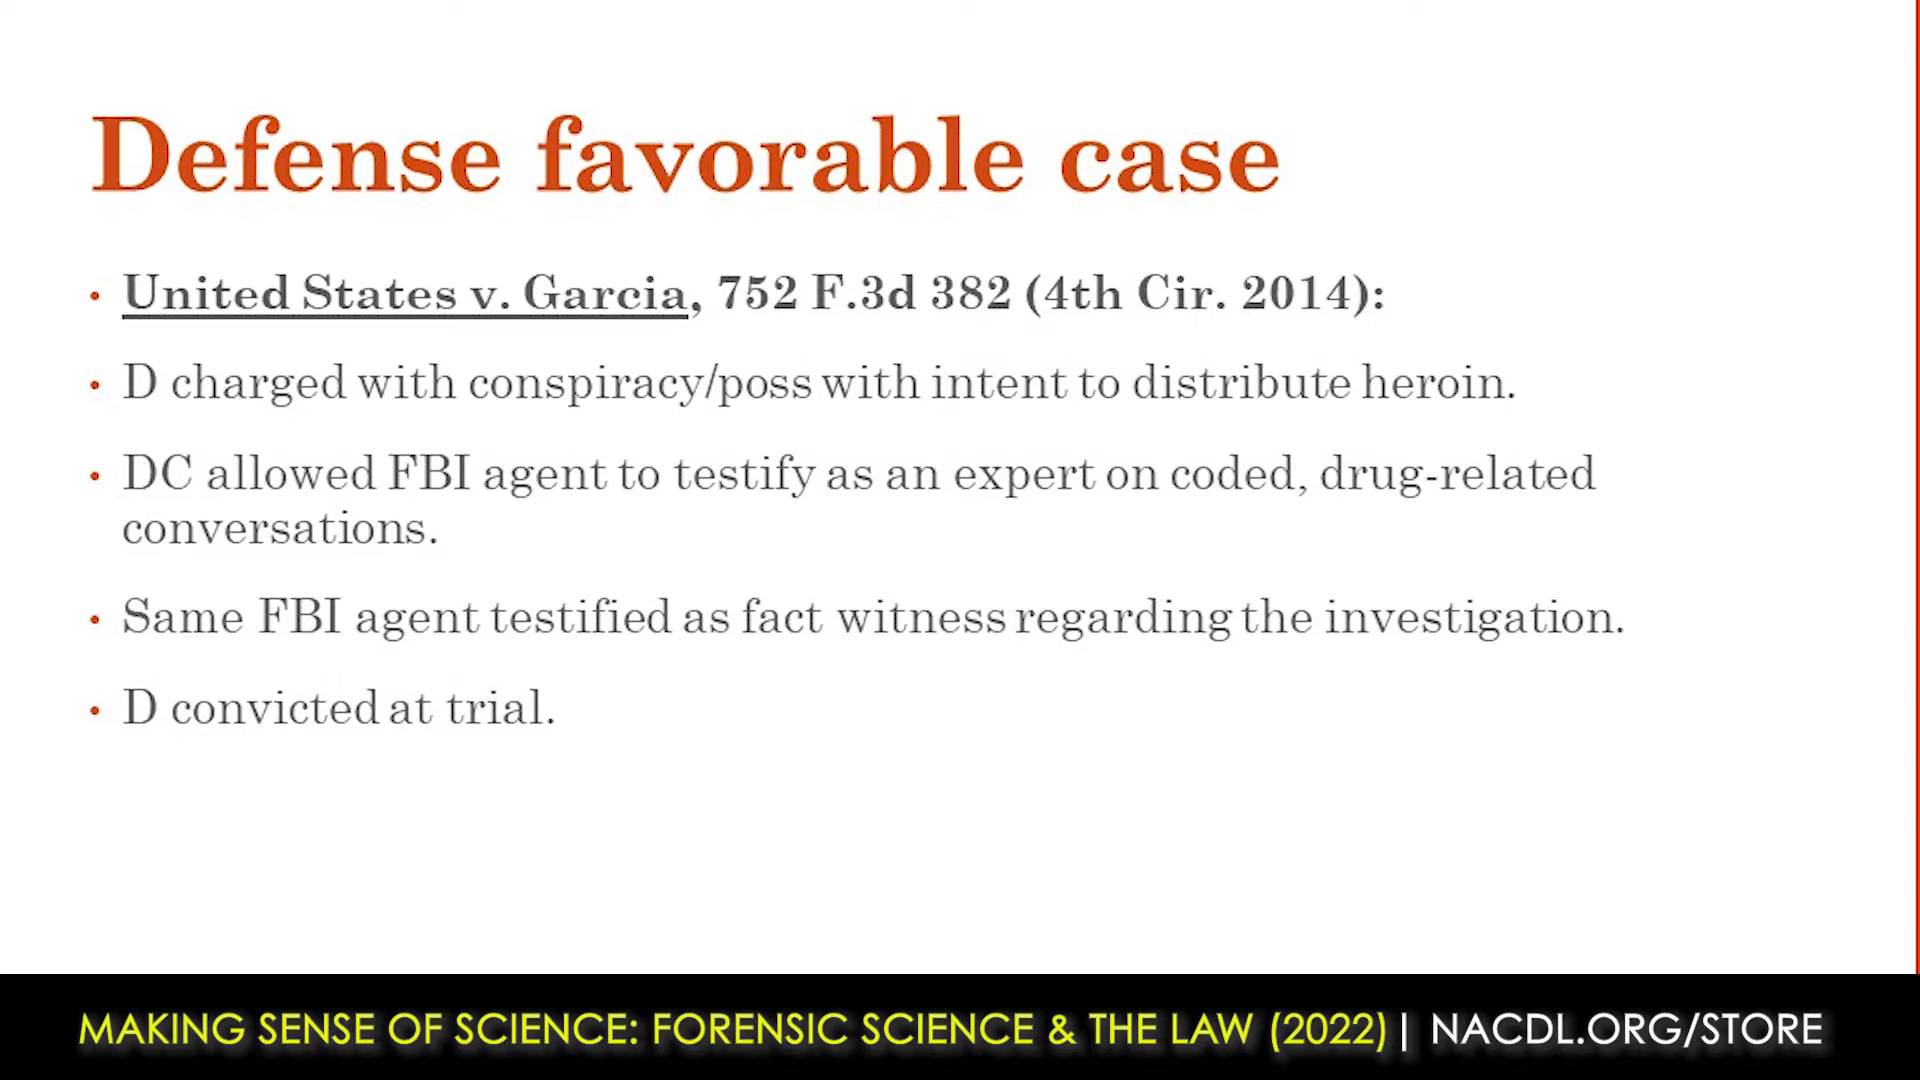 Defense favorable case
• United States v. Garcia, 752 F.3d 382 (4th Cir. 2014):
• D charged with conspiracy/poss with intent to distribute heroin.
• DC allowed FBI agent to testify as an expert on coded, drug-related
conversations.
• Same FBI agent testified as fact witness regarding the investigation.
• D convicted at trial.
MAKING SENSE OF SCIENCE: FORENSIC SCIENCE & THE LAW (2022) | NACDL.ORG/STORE